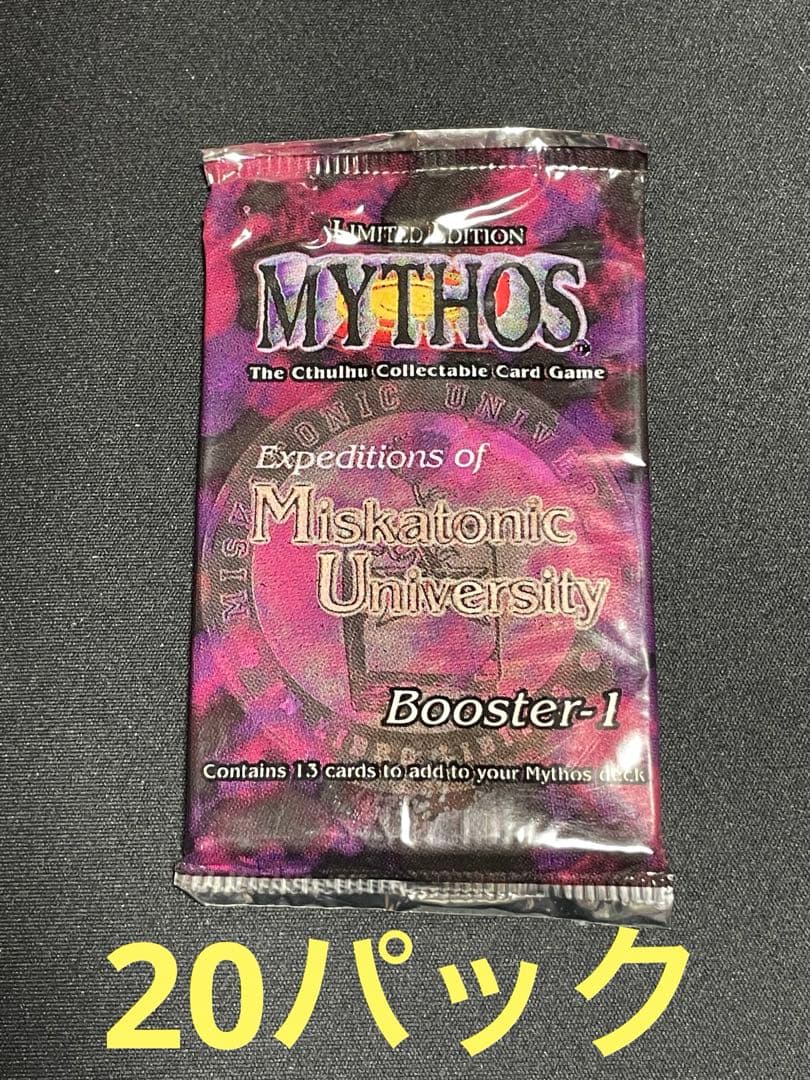 LIMITED EDITION
MYTHOS
The Cthulhu Collectable Card Game
Expeditions of
Miskatonic
University
Booster-1
Contains 13 cards to add to your Mythos deck
20パック